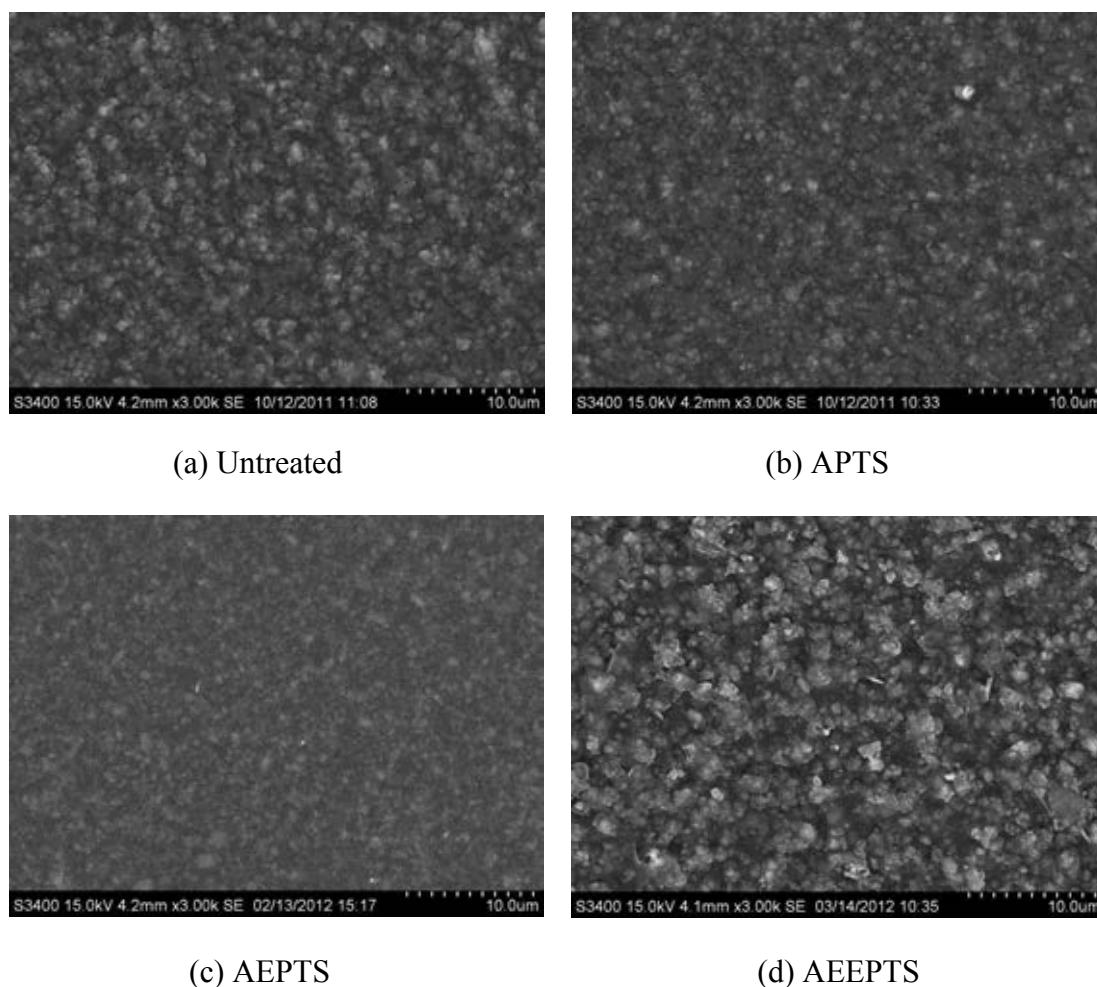 S3400 15.0kV 4.2mm x3.00k SE 10/12/2011 11:08 10.0um
S3400 15.0kV 4.2mm x3.00k SE 10/12/2011 10:33 10.0um
(a) Untreated
(b) APTS
S3400 15.0kV 4.2mm x3.00k SE 02/13/2012 15:17 10.0um
S3400 15.0kV 4.1mm x3.00k SE 03/14/2012 10:35 10.0um
(c) AEPTS
(d) AEEPTS